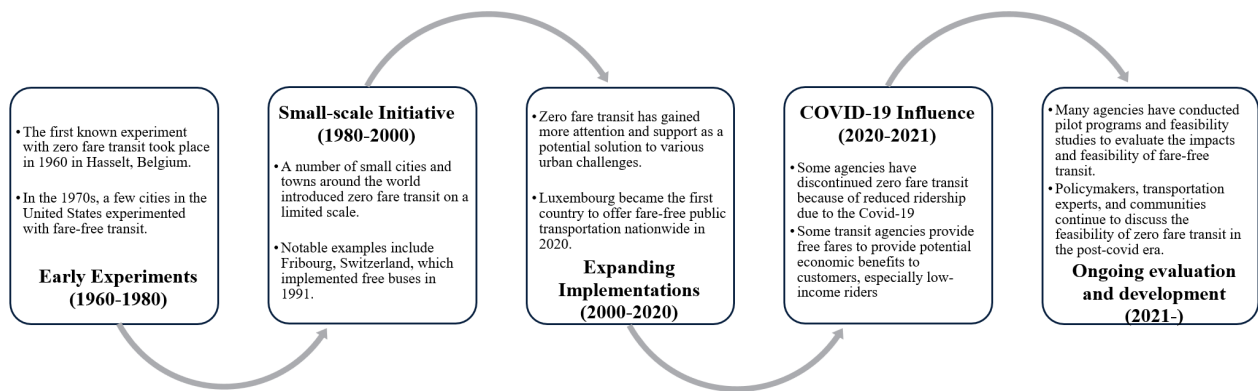 • The first known experiment
with zero fare transit took place
in 1960 in Hasselt, Belgium.
• In the 1970s, a few cities in the
United States experimented
with fare-free transit.
Early Experiments
(1960-1980)
Small-scale Initiative
(1980-2000)
• A number of small cities and
towns around the world
introduced zero fare transit on a
limited scale.
• Notable examples include
Fribourg, Switzerland, which
implemented free buses in
1991.
• Zero fare transit has gained
more attention and support as a
potential solution to various
urban challenges.
• Luxembourg became the first
country to offer fare-free public
transportation nationwide in
2020.
Expanding
Implementations
(2000-2020)
COVID-19 Influence
(2020-2021)
• Some agencies have
discontinued zero fare transit
because of reduced ridership
due to the Covid-19
• Some transit agencies provide
free fares to provide potential
economic benefits to
customers, especially low-
income riders
• Many agencies have conducted
pilot programs and feasibility
studies to evaluate the impacts
and feasibility of fare-free
transit.
• Policymakers, transportation
experts, and communities
continue to discuss the
feasibility of zero fare transit in
the post-covid era.
Ongoing evaluation
and development
(2021-)